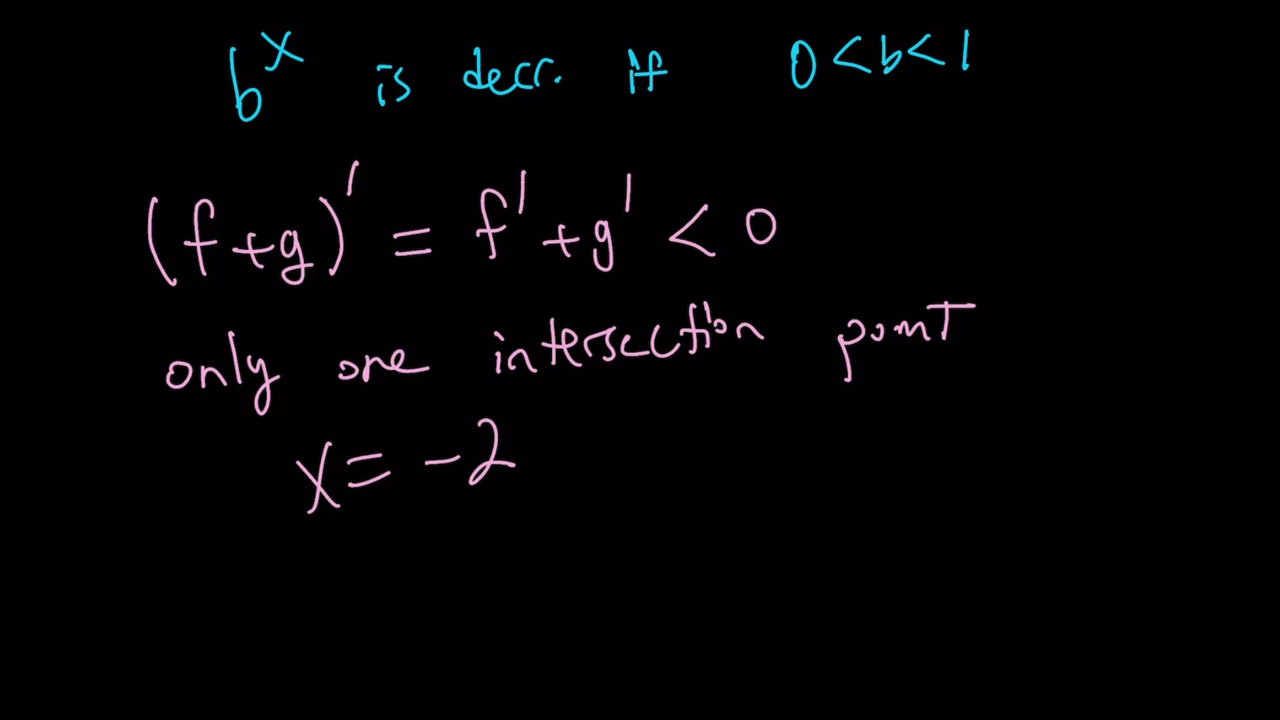 b^x is decr. if 0<b<1
(f+g)' = f'+g' < 0
only one intersection point
x = -2